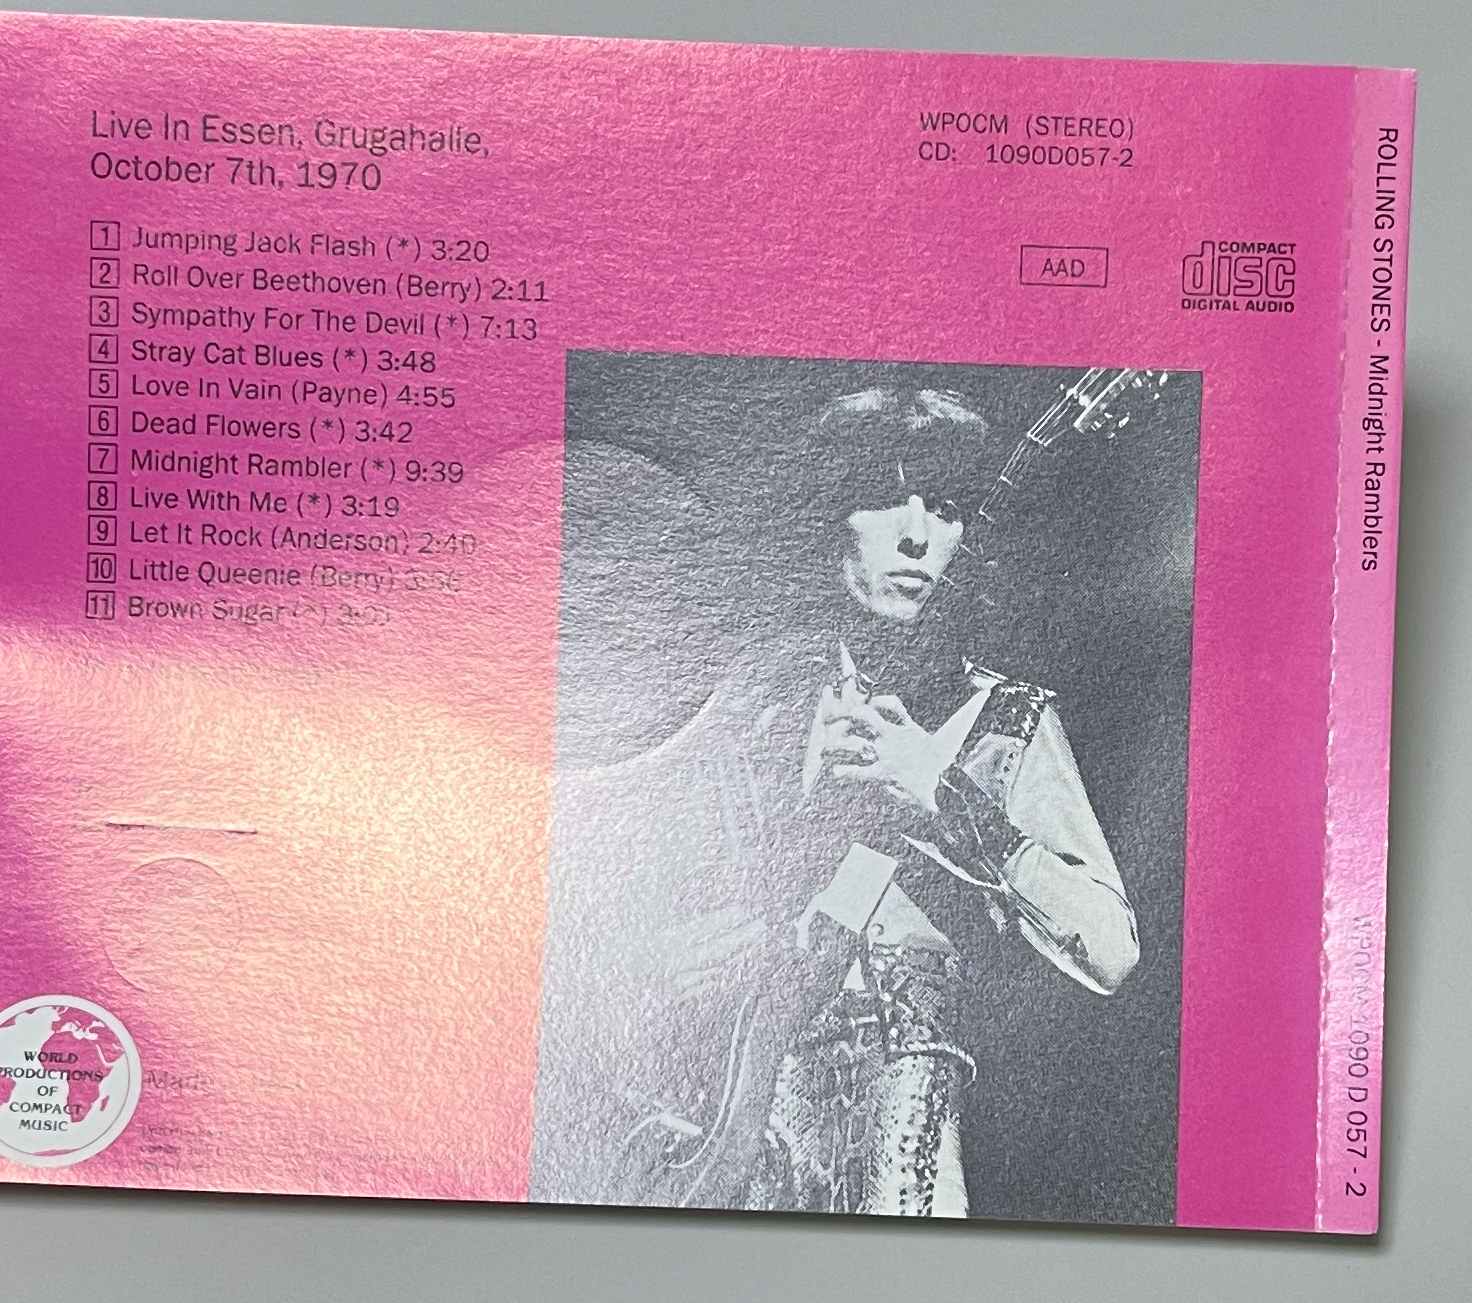 Live In Essen, Grugahalle,
October 7th, 1970
1 Jumping Jack Flash (*) 3:20
2 Roll Over Beethoven (Berry) 2:11
3 Sympathy For The Devil (*) 7:13
4 Stray Cat Blues (*) 3:48
5 Love In Vain (Payne) 4:55
6 Dead Flowers (*) 3:42
7 Midnight Rambler (*) 9:39
8 Live With Me (*) 3:19
9 Let It Rock (Anderson) 2:40
10 Little Queenie (Berry)
11 Brown Sugar (*)
WPOCM (STEREO)
CD: 1090D057-2
AAD
COMPACT
disc
DIGITAL AUDIO
WORLD
PRODUCTIONS
OF
COMPACT
MUSIC
Made
ROLLING STONES - Midnight Ramblers
WPOCM 1090 D 057 - 2